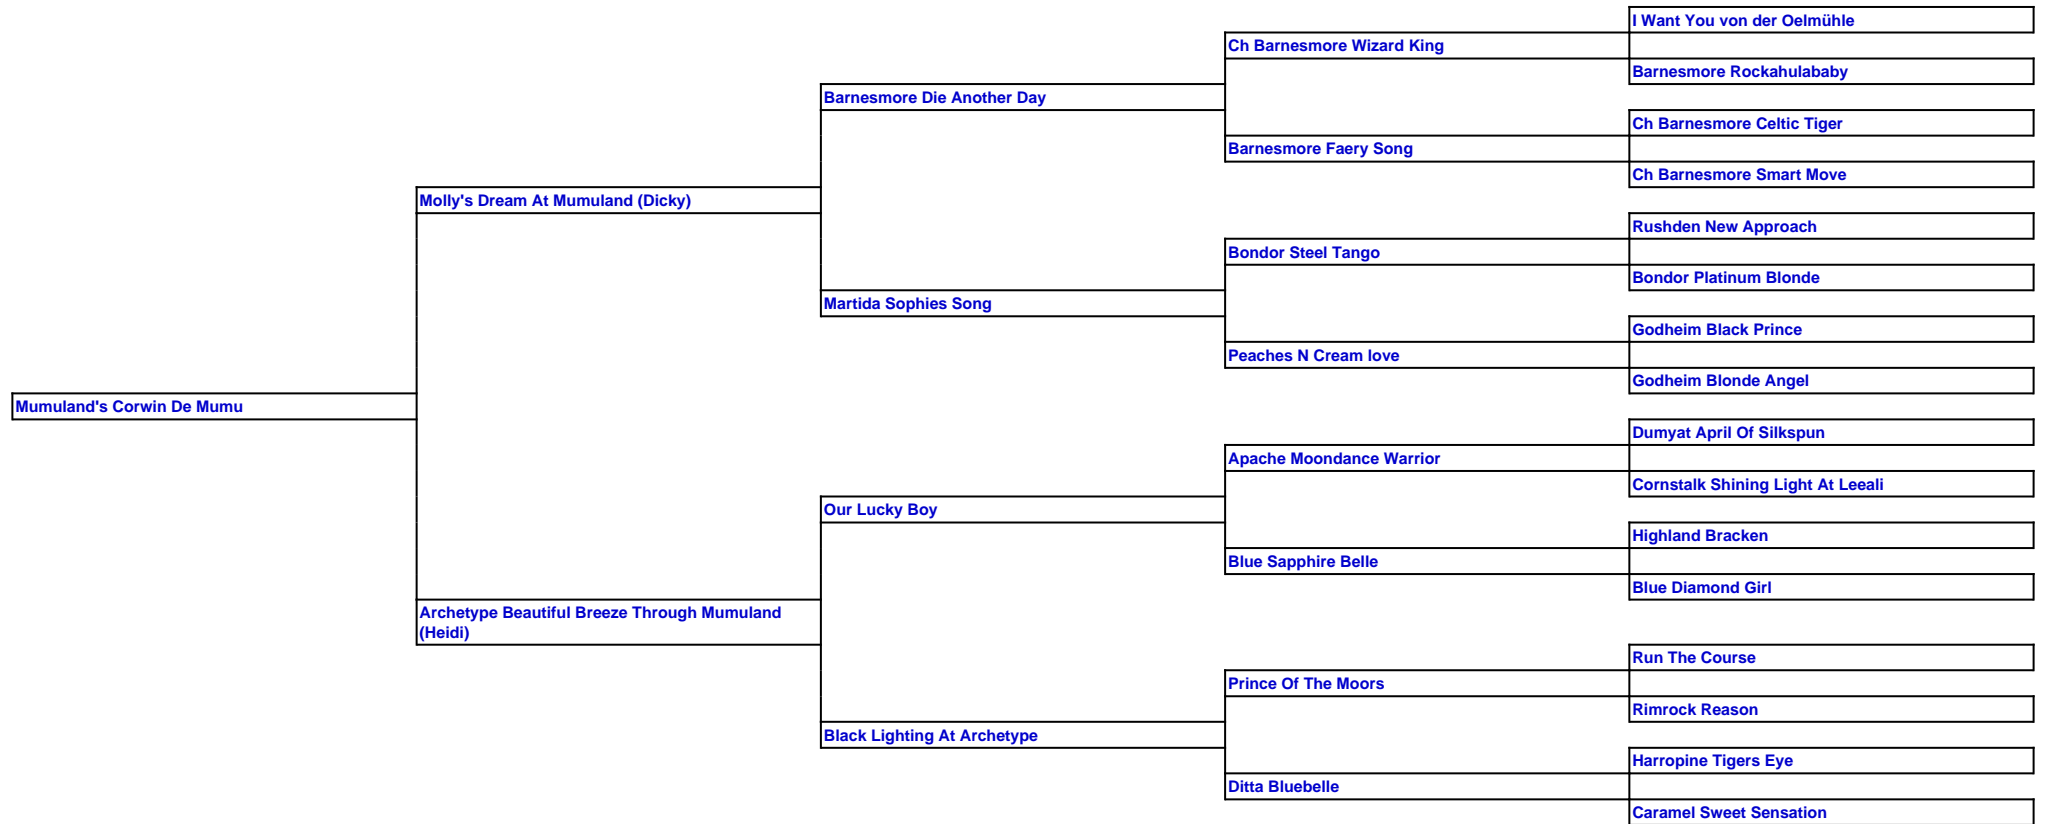 I Want You von der Oelmühle
Ch Barnesmore Wizard King
Barnesmore Rockahulababy
Barnesmore Die Another Day
Ch Barnesmore Celtic Tiger
Barnesmore Faery Song
Ch Barnesmore Smart Move
Molly's Dream At Mumuland (Dicky)
Rushden New Approach
Bondor Steel Tango
Bondor Platinum Blonde
Martida Sophies Song
Godheim Black Prince
Peaches N Cream love
Godheim Blonde Angel
Mumuland's Corwin De Mumu
Dumyat April Of Silkspun
Apache Moondance Warrior
Cornstalk Shining Light At Leeali
Our Lucky Boy
Highland Bracken
Blue Sapphire Belle
Blue Diamond Girl
Archetype Beautiful Breeze Through Mumuland
(Heidi)
Run The Course
Prince Of The Moors
Rimrock Reason
Black Lighting At Archetype
Harropine Tigers Eye
Ditta Bluebelle
Caramel Sweet Sensation